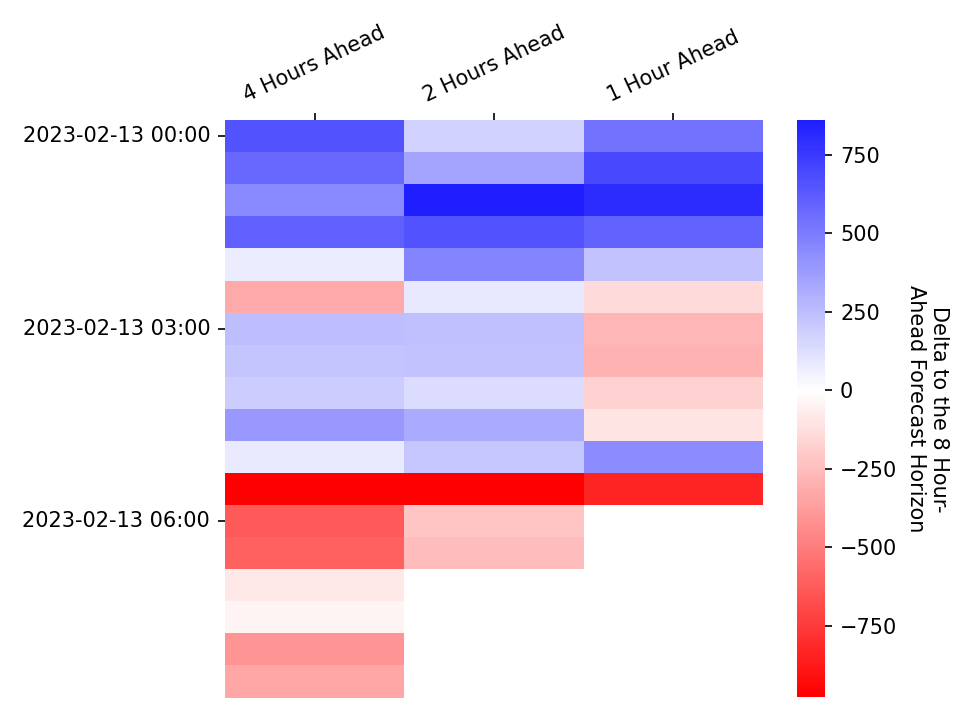 4 Hours Ahead
2 Hours Ahead
1 Hour Ahead
2023-02-13 00:00
2023-02-13 03:00
2023-02-13 06:00
750
500
250
0
−250
−500
−750
Delta to the 8 Hour-
Ahead Forecast Horizon